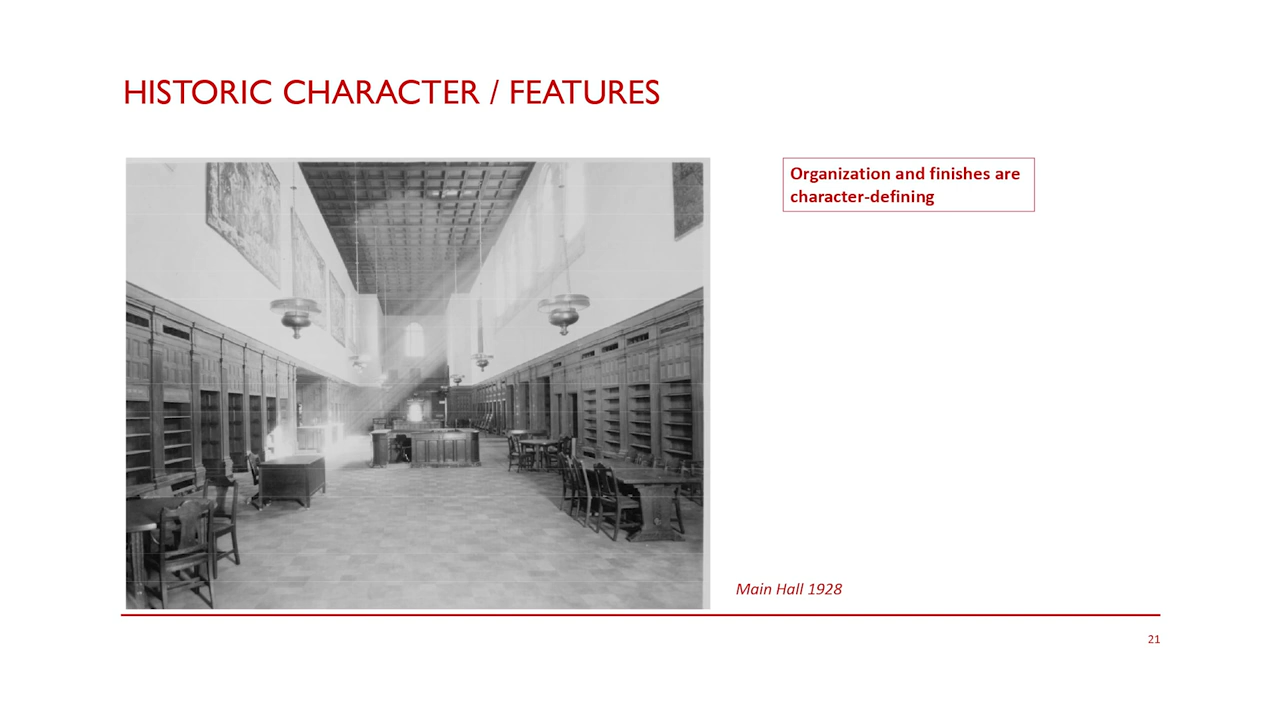 HISTORIC CHARACTER / FEATURES
Organization and finishes are
character-defining
Main Hall 1928
21